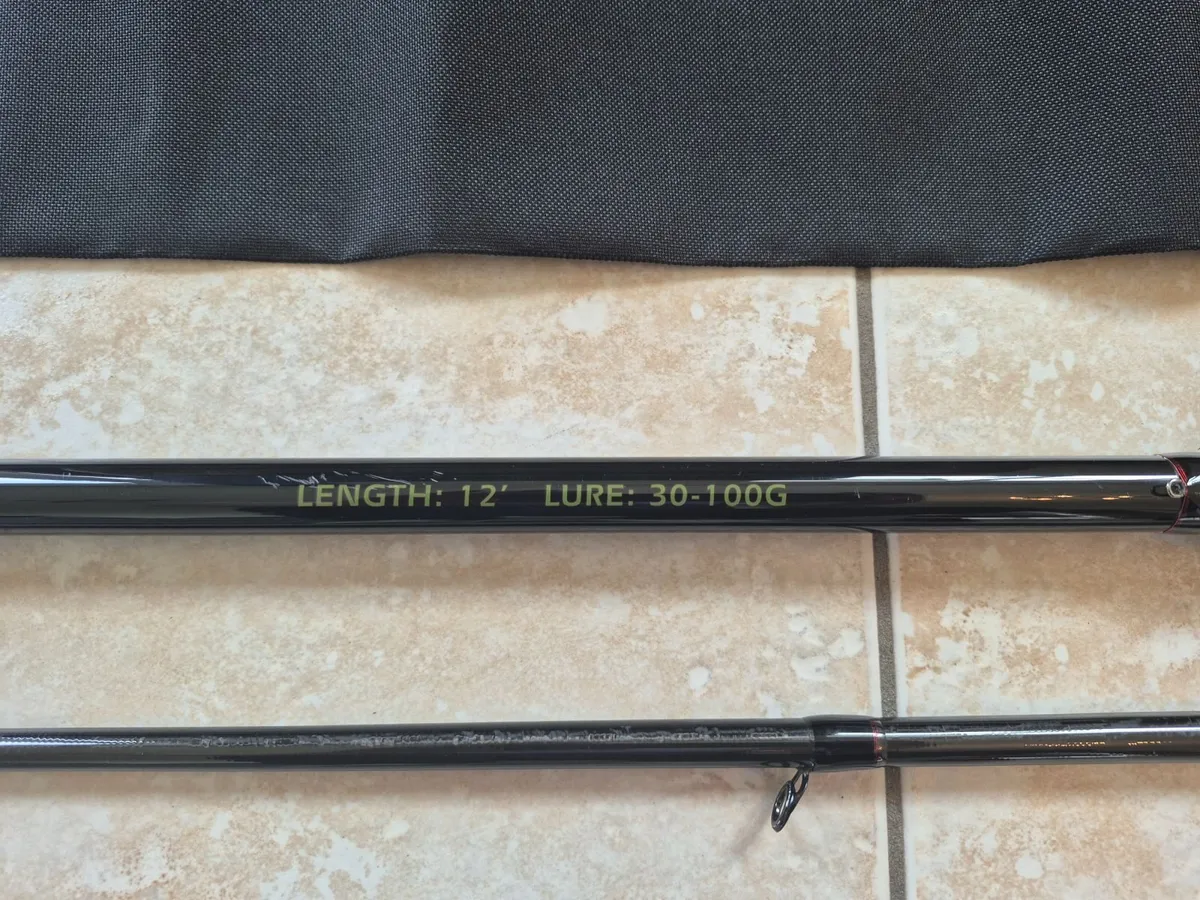 LENGTH: 12' LURE: 30-100G